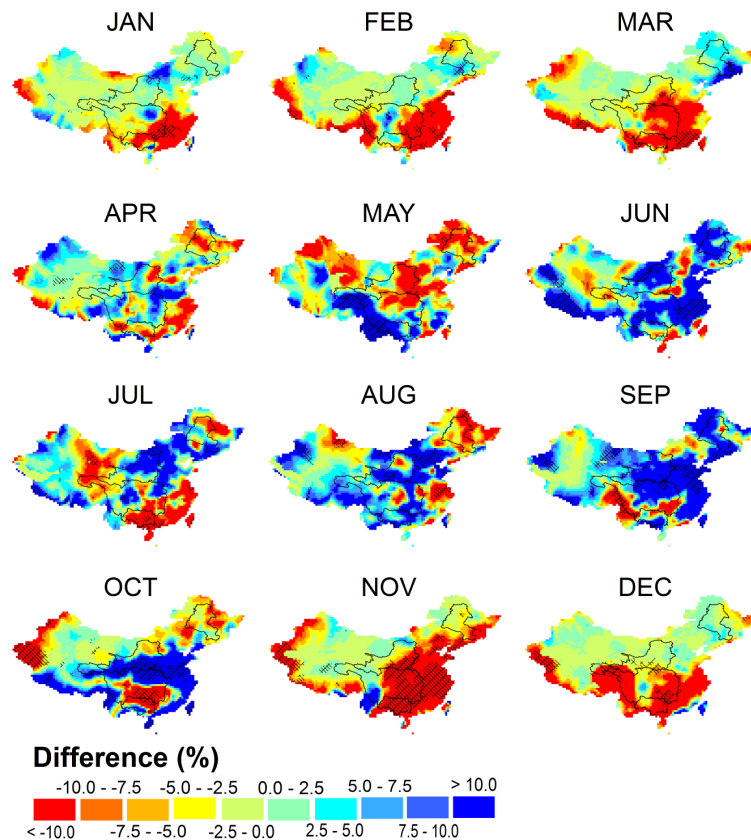 JAN FEB MAR
APR MAY JUN
JUL AUG SEP
OCT NOV DEC
Difference (%)
-10.0 - -7.5 -5.0 - -2.5 0.0 - 2.5 5.0 - 7.5 > 10.0
< -10.0 -7.5 - -5.0 -2.5 - 0.0 2.5 - 5.0 7.5 - 10.0